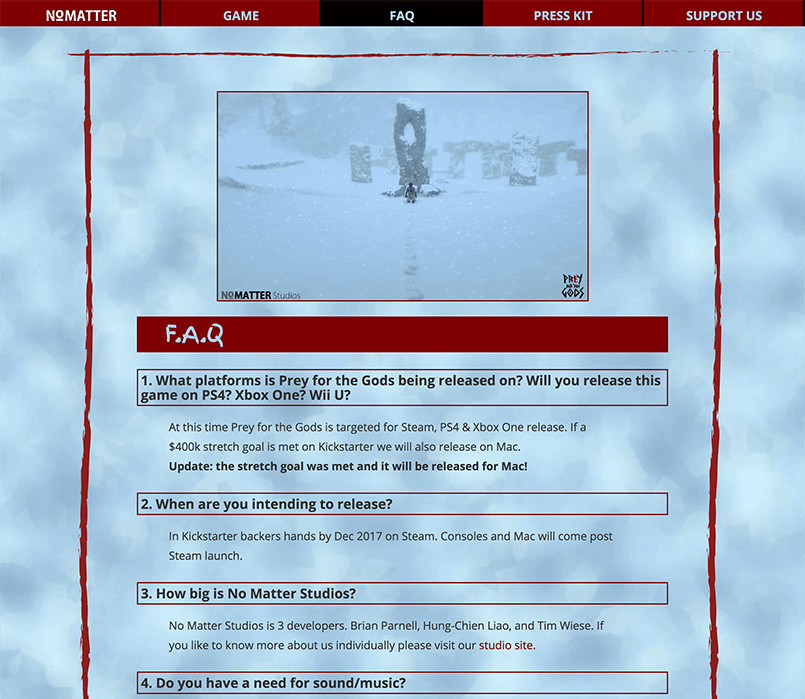 NoMATTER
GAME
FAQ
PRESS KIT
SUPPORT US
NoMATTER Studios
PREY
FOR THE
GODS
F.A.Q
1. What platforms is Prey for the Gods being released on? Will you release this
game on PS4? Xbox One? Wii U?
At this time Prey for the Gods is targeted for Steam, PS4 & Xbox One release. If a
$400k stretch goal is met on Kickstarter we will also release on Mac.
Update: the stretch goal was met and it will be released for Mac!
2. When are you intending to release?
In Kickstarter backers hands by Dec 2017 on Steam. Consoles and Mac will come post
Steam launch.
3. How big is No Matter Studios?
No Matter Studios is 3 developers. Brian Parnell, Hung-Chien Liao, and Tim Wiese. If
you like to know more about us individually please visit our studio site.
4. Do you have a need for sound/music?